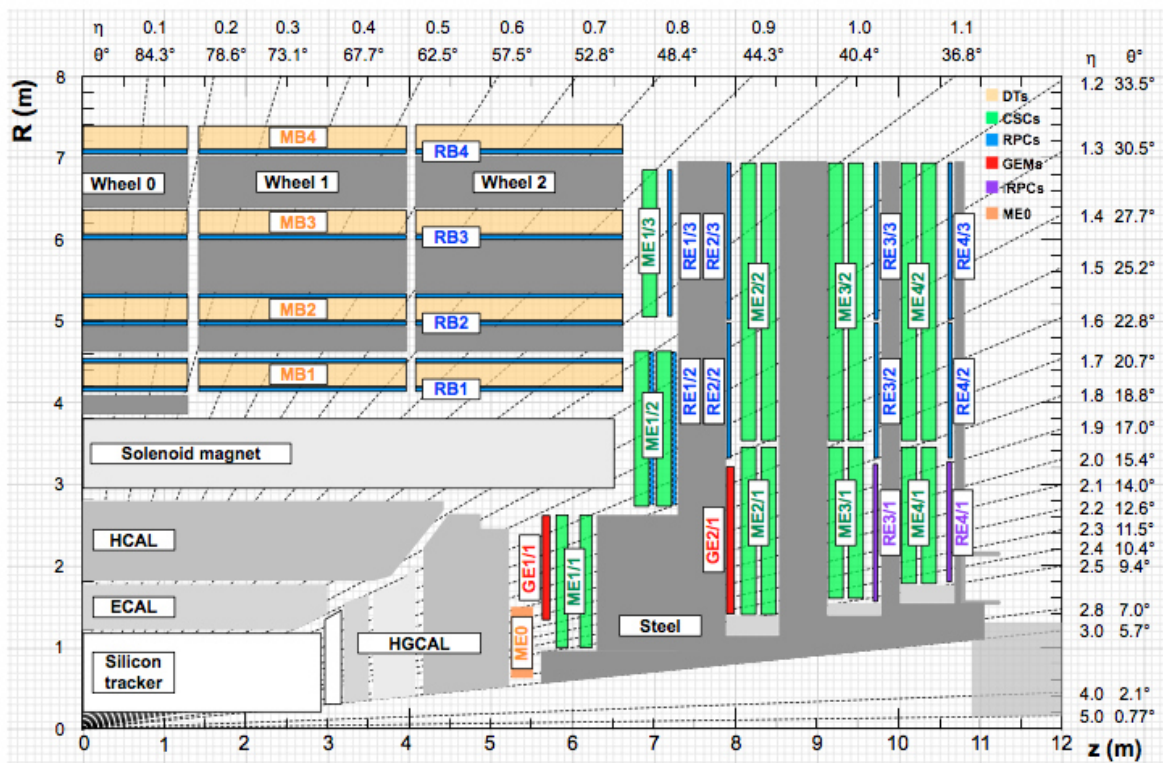 η 0.1 0.2 0.3 0.4 0.5 0.6 0.7 0.8 0.9 1.0 1.1
θ° 84.3° 78.6° 73.1° 67.7° 62.5° 57.5° 52.8° 48.4° 44.3° 40.4° 36.8° η θ°
R (m)
8
7
6
5
4
3
2
1
0
1.2 33.5°
1.3 30.5°
1.4 27.7°
1.5 25.2°
1.6 22.8°
1.7 20.7°
1.8 18.8°
1.9 17.0°
2.0 15.4°
2.1 14.0°
2.2 12.6°
2.3 11.5°
2.4 10.4°
2.5 9.4°
2.8 7.0°
3.0 5.7°
4.0 2.1°
5.0 0.77°
DTs
CSCs
RPCs
GEMs
iRPCs
ME0
MB4
RB4
Wheel 0
Wheel 1
Wheel 2
MB3
RB3
MB2
RB2
MB1
RB1
Solenoid magnet
HCAL
ECAL
Silicon
tracker
HGCAL
Steel
ME0
GE1/1
ME1/1
ME1/2
ME1/3
RE1/3
RE2/3
RE1/2
RE2/2
GE2/1
ME2/2
ME2/1
ME3/2
ME3/1
RE3/3
RE3/2
RE3/1
ME4/2
ME4/1
RE4/3
RE4/2
RE4/1
0 1 2 3 4 5 6 7 8 9 10 11 12
z (m)